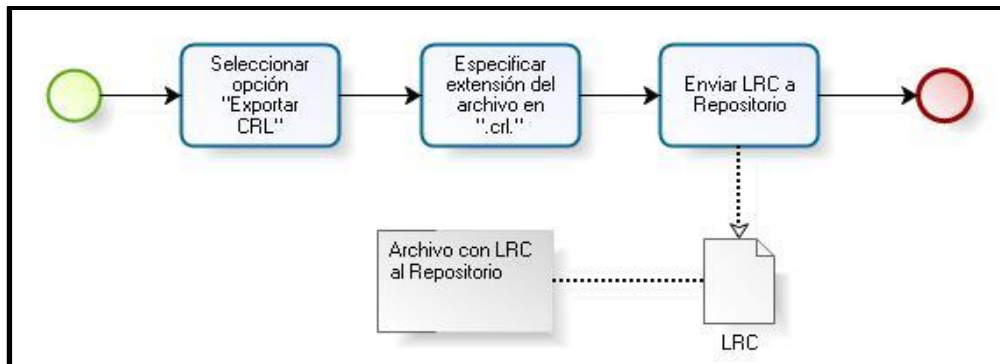 Seleccionar
opción
"Exportar
CRL"
Especificar
extensión del
archivo en
".crl."
Enviar LRC a
Repositorio
Archivo con LRC
al Repositorio
LRC